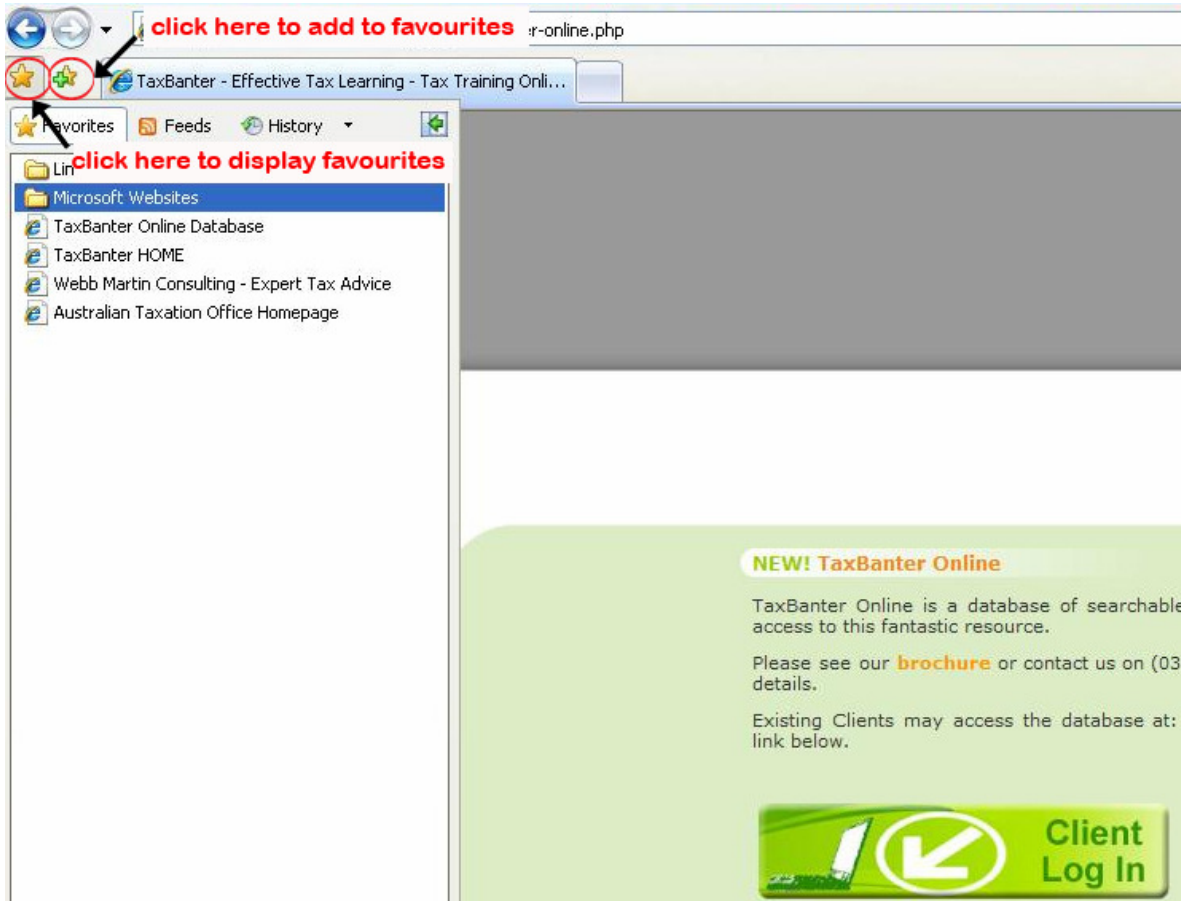 click here to add to favourites
r-online.php
TaxBanter - Effective Tax Learning - Tax Training Onli...
Favorites Feeds History
click here to display favourites
Lin
Microsoft Websites
TaxBanter Online Database
TaxBanter HOME
Webb Martin Consulting - Expert Tax Advice
Australian Taxation Office Homepage
NEW! TaxBanter Online
TaxBanter Online is a database of searchable
access to this fantastic resource.
Please see our brochure or contact us on (03
details.
Existing Clients may access the database at:
link below.
Client
Log In